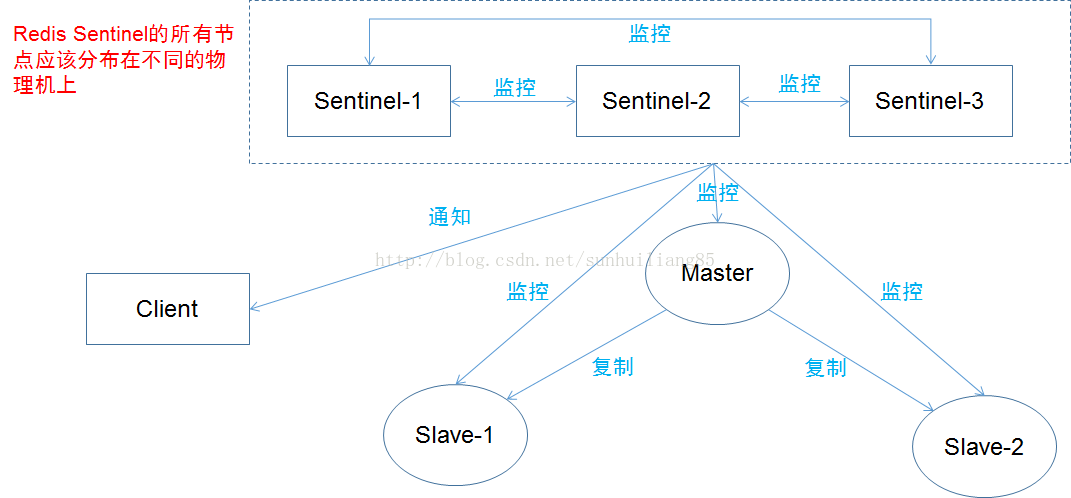 Redis Sentinel的所有节
点应该分布在不同的物
理机上
监控
Sentinel-1
监控
Sentinel-2
监控
Sentinel-3
通知
监控
http://blog.csdn.net/sunhuiliang85
Client
监控
Master
监控
复制
复制
Slave-1
Slave-2